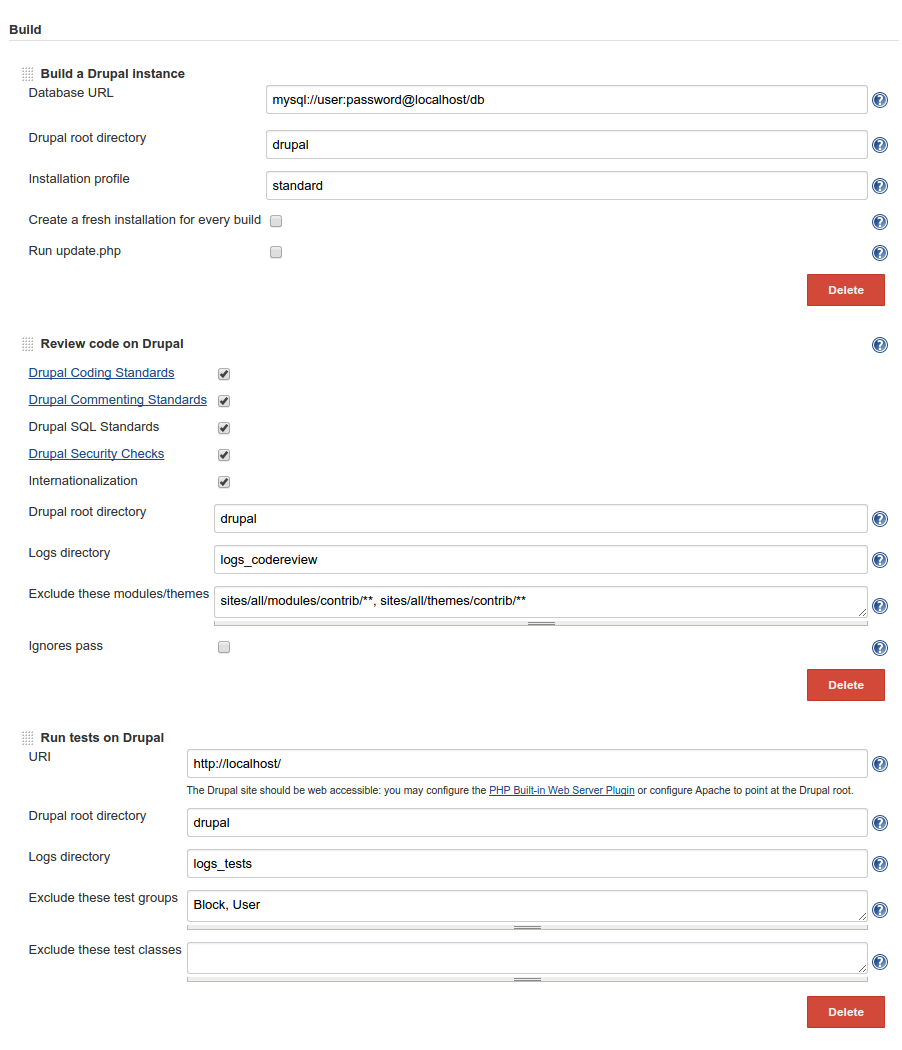 Build
Build a Drupal instance
Database URL
mysql://user:password@localhost/db
Drupal root directory
drupal
Installation profile
standard
Create a fresh installation for every build
Run update.php
Delete
Review code on Drupal
Drupal Coding Standards
Drupal Commenting Standards
Drupal SQL Standards
Drupal Security Checks
Internationalization
Drupal root directory
drupal
Logs directory
logs_codereview
Exclude these modules/themes
sites/all/modules/contrib/**, sites/all/themes/contrib/**
Ignores pass
Delete
Run tests on Drupal
URI
http://localhost/
The Drupal site should be web accessible: you may configure the PHP Built-in Web Server Plugin or configure Apache to point at the Drupal root.
Drupal root directory
drupal
Logs directory
logs_tests
Exclude these test groups
Block, User
Exclude these test classes
Delete